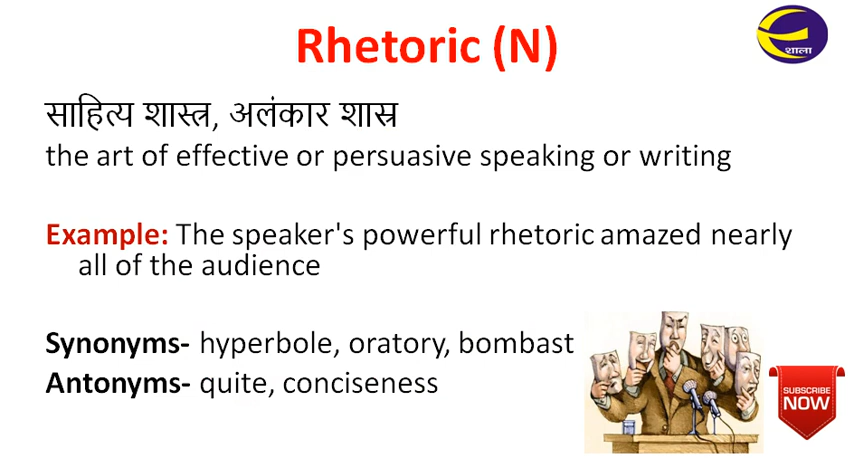 Rhetoric (N)
शाला
साहित्य शास्त्र, अलंकार शास्र
the art of effective or persuasive speaking or writing
Example: The speaker's powerful rhetoric amazed nearly
all of the audience
Synonyms- hyperbole, oratory, bombast
Antonyms- quite, conciseness
SUBSCRIBE
NOW